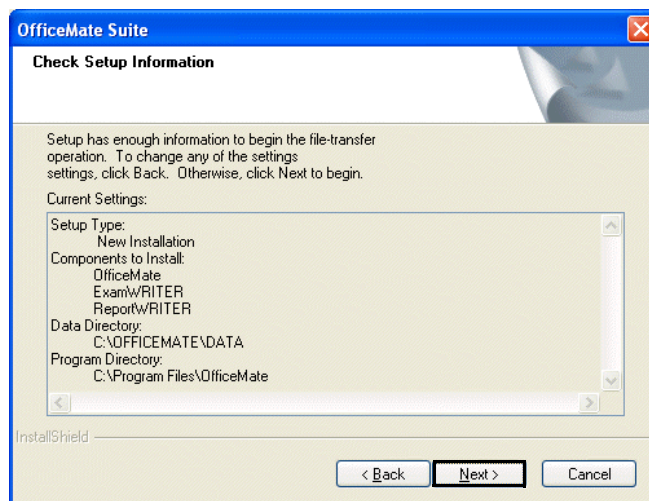 OfficeMate Suite
Check Setup Information
Setup has enough information to begin the file-transfer
operation. To change any of the settings
settings, click Back. Otherwise, click Next to begin.
Current Settings:
Setup Type:
New Installation
Components to Install:
OfficeMate
ExamWRITER
ReportWRITER
Data Directory:
C:\OFFICEMATE\DATA
Program Directory:
C:\Program Files\OfficeMate
InstallShield
< Back Next > Cancel